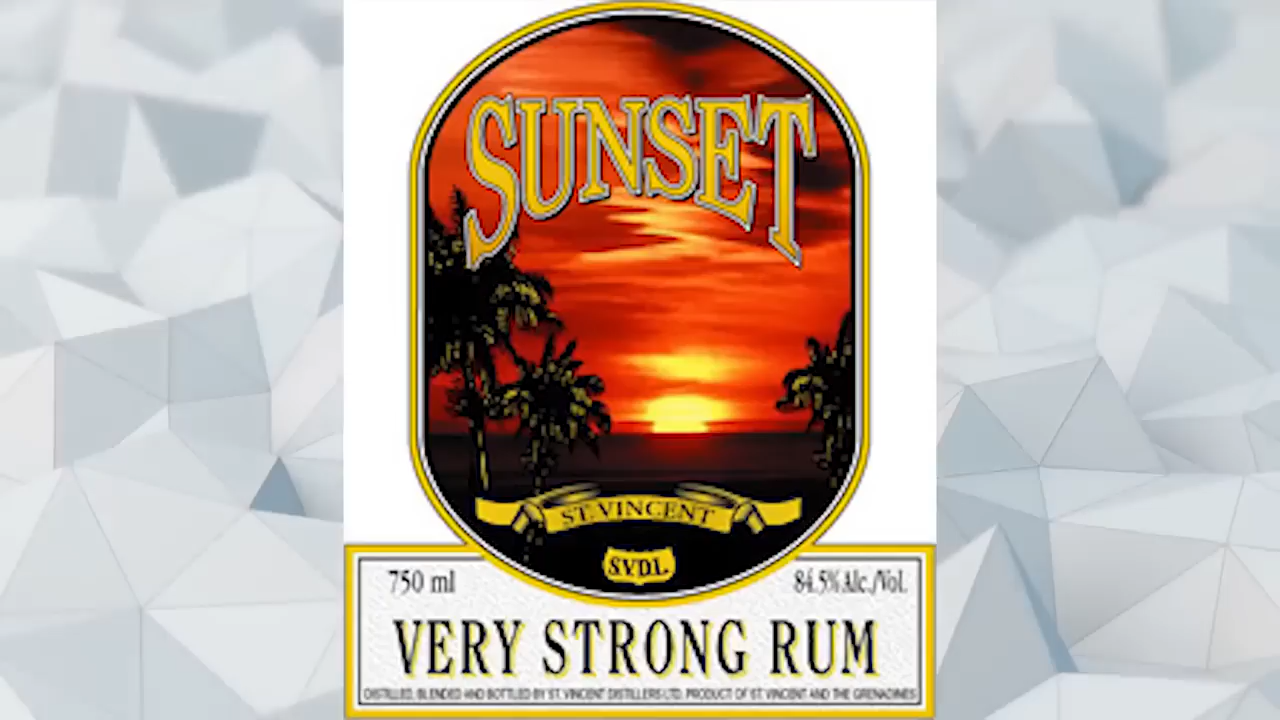 SUNSET
ST. VINCENT
S.V.D.L.
750 ml
84.5% Alc./Vol.
VERY STRONG RUM
DISTILLED, BLENDED AND BOTTLED BY ST. VINCENT DISTILLERS LTD. PRODUCT OF ST. VINCENT AND THE GRENADINES